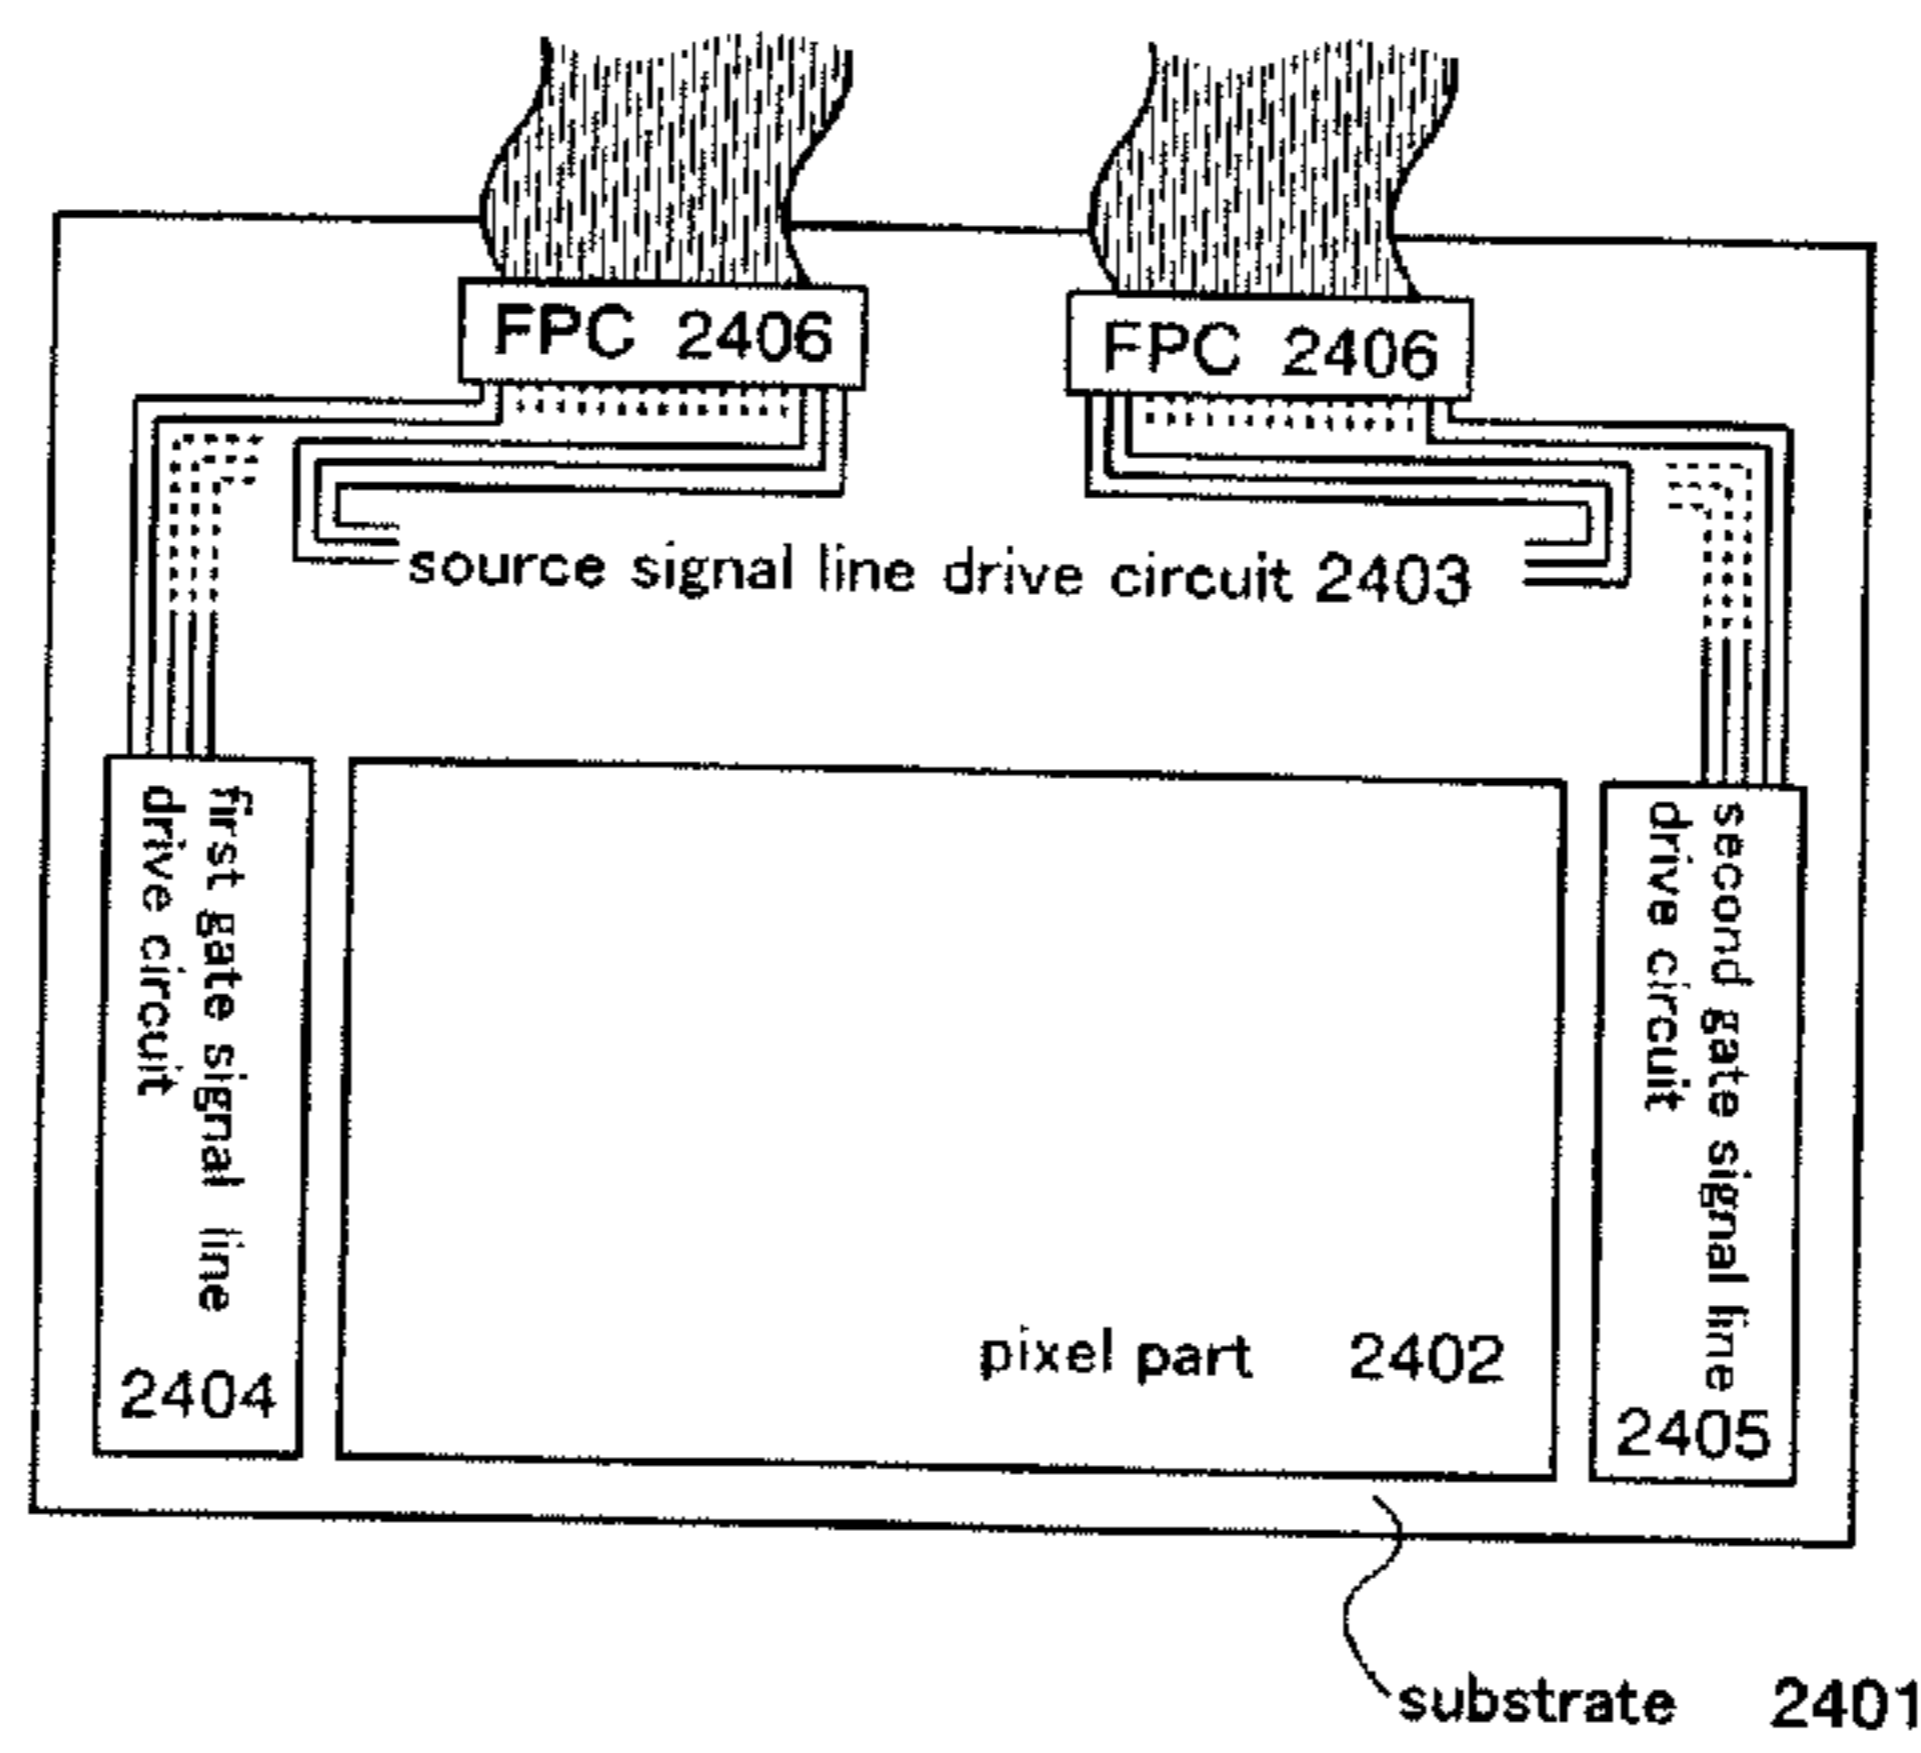 FPC 2406
FPC 2406
source signal line drive circuit 2403
first gate signal line
drive circuit
2404
second gate signal line
drive circuit
2405
pixel part 2402
substrate 2401